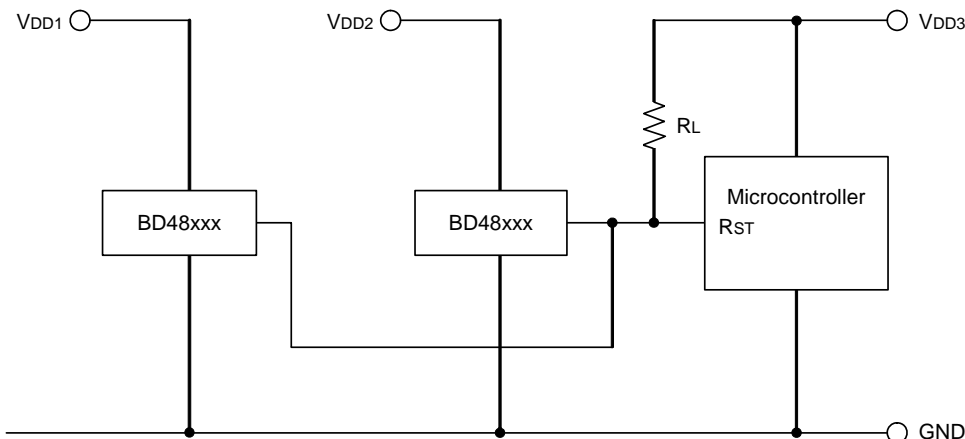 VDD1
VDD2
VDD3
RL
BD48xxx
BD48xxx
Microcontroller
RST
GND